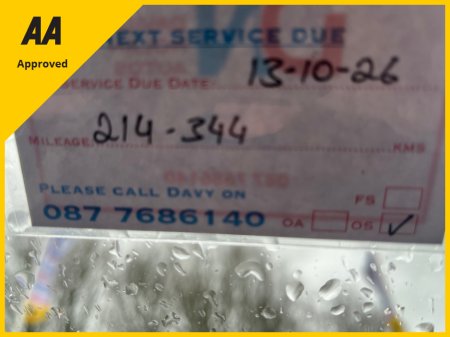 AA
Approved
NEXT SERVICE DUE
SERVICE DUE DATE: 13-10-26
MILEAGE: 214-344 KMS
PLEASE CALL DAVY ON
FS
087 7686140 OA OS ✓